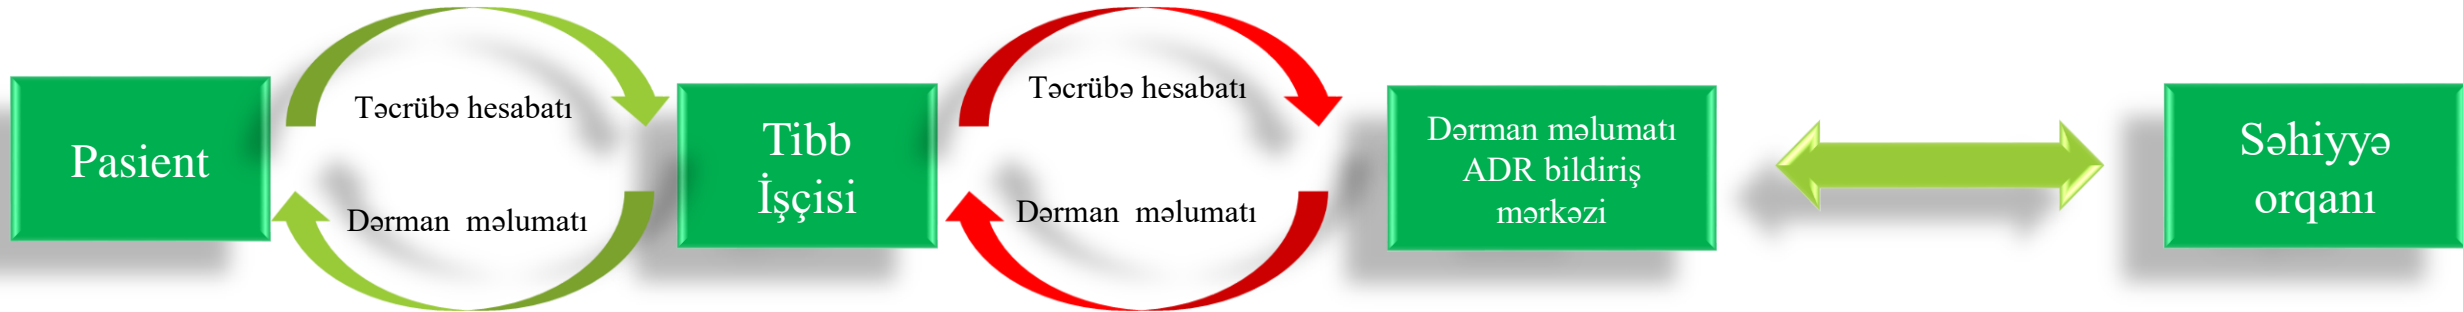 Pasient
Təcrübə hesabatı
Dərman məlumatı
Tibb
İşçisi
Təcrübə hesabatı
Dərman məlumatı
Dərman məlumatı
ADR bildiriş
mərkəzi
Səhiyyə
orqanı